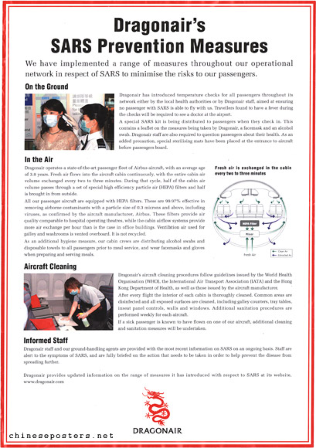 Dragonair's
SARS Prevention Measures
We have implemented a range of measures throughout our operational
network in respect of SARS to minimise the risks to our passengers.
On the Ground
Dragonair has introduced temperature checks for all passengers throughout its
network either by the local health authorities or by Dragonair staff, aimed at ensuring
no passenger with SARS is able to fly with us. Travellers found to have a fever during
the checks will be required to see a doctor at the airport.
A special SARS kit is being distributed to passengers when they check in. This
contains a leaflet on the measures being taken by Dragonair, a facemask and an alcohol
swab. Dragonair staff are also required to question passengers about their health. As an
added precaution, special sterilising mats have been placed at the entrance to aircraft
before passengers board.
In the Air
Dragonair operates a state-of-the-art passenger fleet of Airbus aircraft, with an average age
of years. Fresh air flows into the aircraft cabin continuously, with the entire cabin air
volume exchanged every two to three minutes. During that cycle, half of the cabin air
volume passes through a set of special high-efficiency particle air (HEPA) filters and half
is brought in from outside.
All our passenger aircraft are equipped with HEPA filters. These are effective in
removing airborne contaminants with a particle size of 0.3 microns and above, including
viruses, as confirmed by the aircraft manufacturer, Airbus. These filters provide air
quality comparable to hospital operating theatres, while the cabin airflow systems provide
more air exchange per hour than is the case in office buildings. Ventilation air used for
galley and washrooms is vented overboard. It is not recycled.
As an additional hygiene measure, our cabin crews are distributing alcohol swabs and
disposable towels to all passengers prior to meal service, and wear facemasks and gloves
when preparing and serving meals.
Fresh air is exchanged in the cabin
every two to three minutes
Aircraft Cleaning
Dragonair's aircraft cleaning procedures follow guidelines issued by the World Health
Organisation (WHO), the International Air Transport Association (IATA) and the Hong
Kong Department of Health, as well as those issued by the aircraft manufacturer.
After every flight the interior of each cabin is thoroughly cleaned. Common areas are
disinfected and all exposed surfaces are cleaned, including galley counters, tray tables,
inner panel controls, walls and windows. Additional sanitation procedures are
performed weekly for each aircraft.
If a sick passenger is known to have flown on one of our aircraft, additional cleaning
and sanitation measures will be undertaken.
Informed Staff
Dragonair staff and our ground-handling agents are provided with the most recent information on SARS on an ongoing basis. Staff are
alert to the symptoms of SARS, and are fully briefed on the action that needs to be taken in order to help prevent the disease from
spreading further.
Dragonair provides updated information on the range of measures it has introduced with respect to SARS at its website,
www.dragonair.com
DRAGONAIR
chineseposters.net